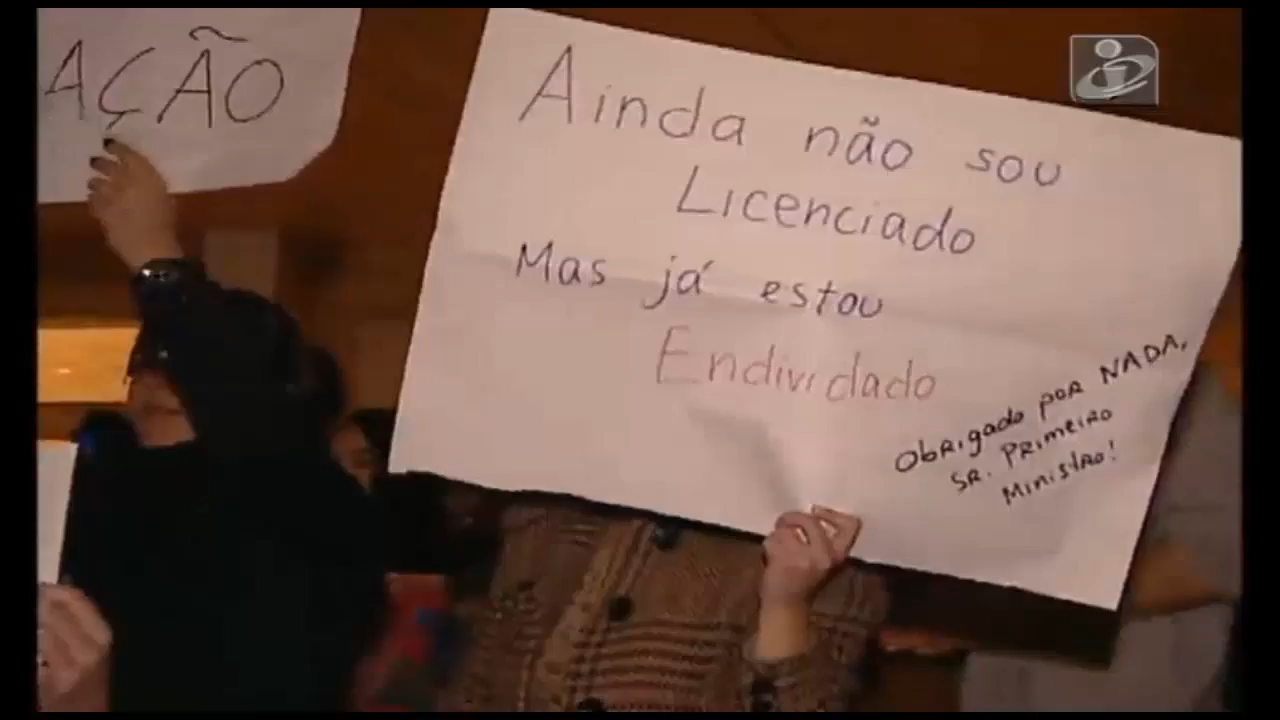 AÇÃO
Ainda não sou
Licenciado
Mas já estou
Endividado
Obrigado por NADA,
SR. PRIMEIRO
MINISTRO!